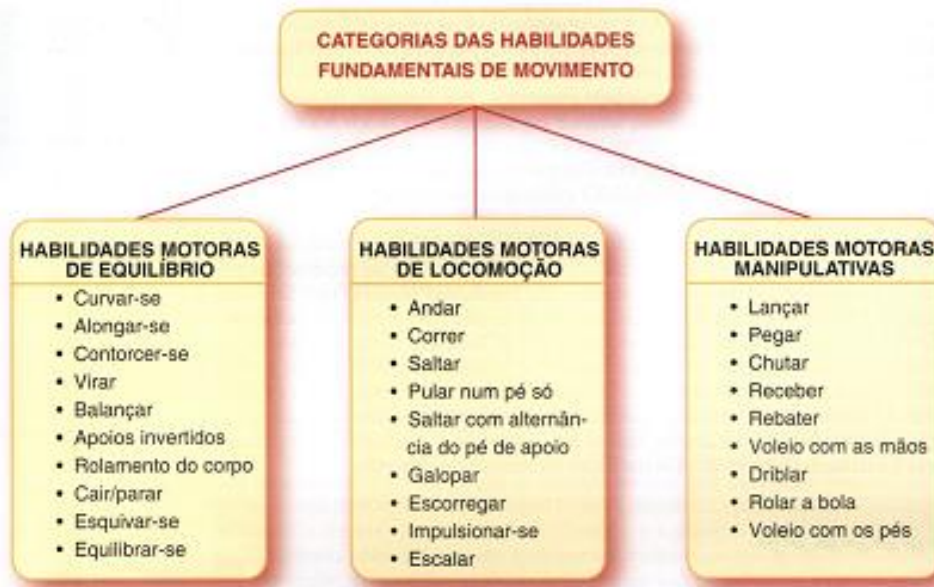 CATEGORIAS DAS HABILIDADES
FUNDAMENTAIS DE MOVIMENTO
HABILIDADES MOTORAS
DE EQUILÍBRIO
• Curvar-se
• Alongar-se
• Contorcer-se
• Virar
• Balançar
• Apoios invertidos
• Rolamento do corpo
• Cair/parar
• Esquivar-se
• Equilibrar-se
HABILIDADES MOTORAS
DE LOCOMOÇÃO
• Andar
• Correr
• Saltar
• Pular num pé só
• Saltar com alternân-
cia do pé de apoio
• Galopar
• Escorregar
• Impulsionar-se
• Escalar
HABILIDADES MOTORAS
MANIPULATIVAS
• Lançar
• Pegar
• Chutar
• Receber
• Rebater
• Voleio com as mãos
• Driblar
• Rolar a bola
• Voleio com os pés